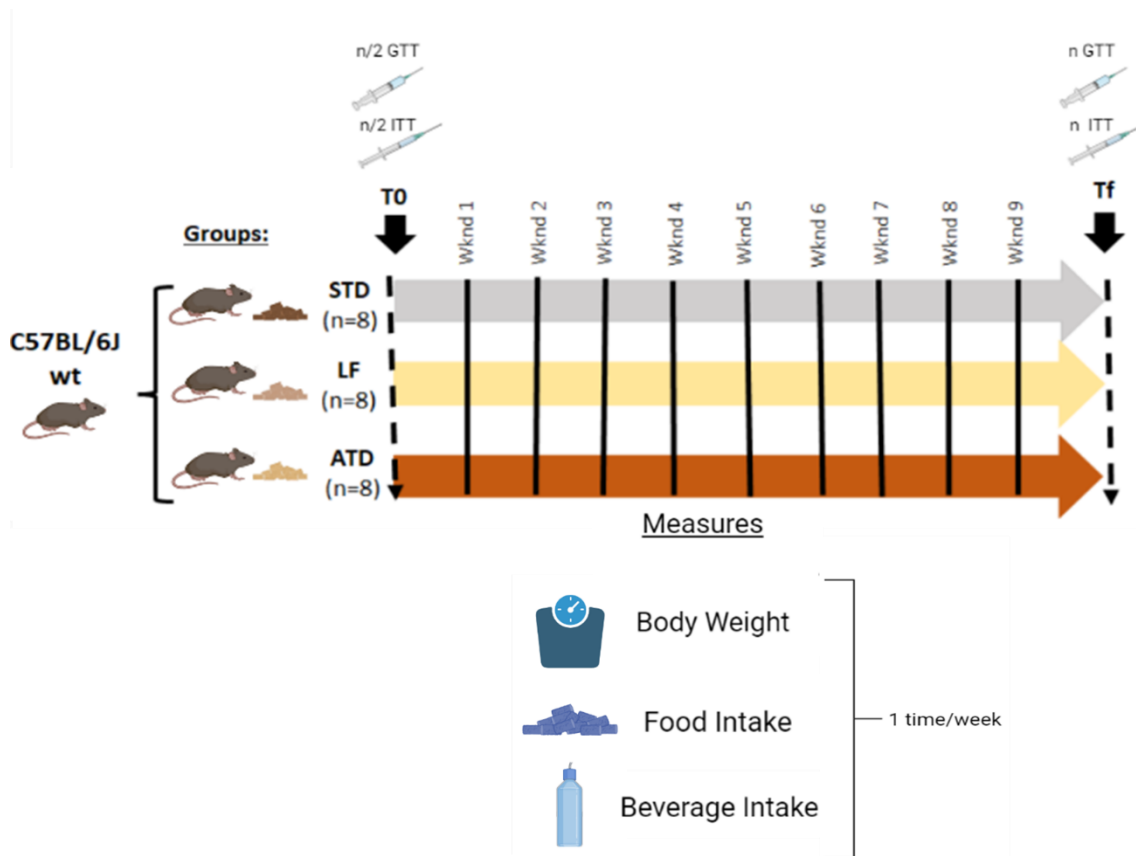 n/2 GTT
n GTT
n/2 ITT
n ITT
T0
Tf
Wknd 1
Wknd 2
Wknd 3
Wknd 4
Wknd 5
Wknd 6
Wknd 7
Wknd 8
Wknd 9
Groups:
C57BL/6J
wt
STD
(n=8)
LF
(n=8)
ATD
(n=8)
Measures
Body Weight
Food Intake
1 time/week
Beverage Intake